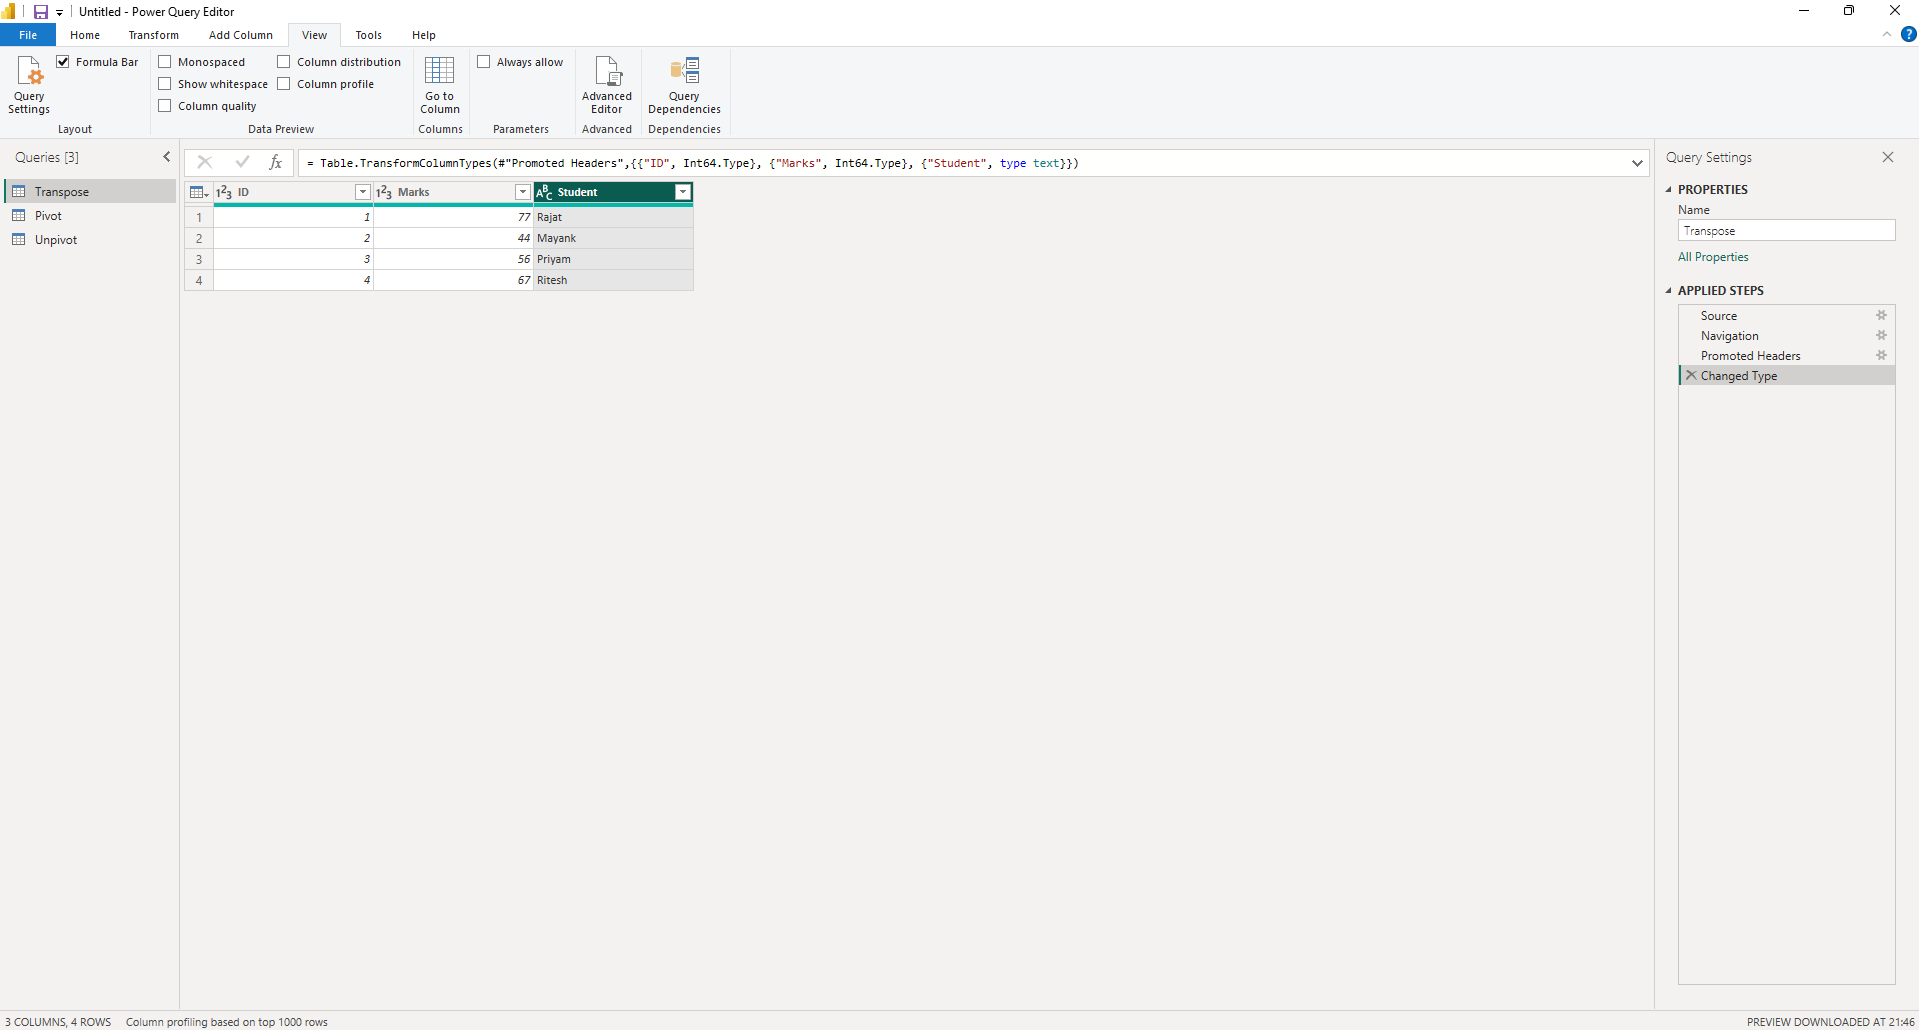 Untitled - Power Query Editor
File Home Transform Add Column View Tools Help ?
Query Settings
Formula Bar
Layout
Monospaced
Show whitespace
Column quality
Column distribution
Column profile
Data Preview
Go to Column
Columns
Always allow
Parameters
Advanced Editor
Advanced
Query Dependencies
Dependencies
Queries [3]
Transpose
Pivot
Unpivot
fx = Table.TransformColumnTypes(#"Promoted Headers",{{"ID", Int64.Type}, {"Marks", Int64.Type}, {"Student", type text}})
123 ID 123 Marks ABC Student
1 1 77 Rajat
2 2 44 Mayank
3 3 56 Priyam
4 4 67 Ritesh
Query Settings
PROPERTIES
Name
Transpose
All Properties
APPLIED STEPS
Source
Navigation
Promoted Headers
Changed Type
3 COLUMNS, 4 ROWS Column profiling based on top 1000 rows
PREVIEW DOWNLOADED AT 21:46